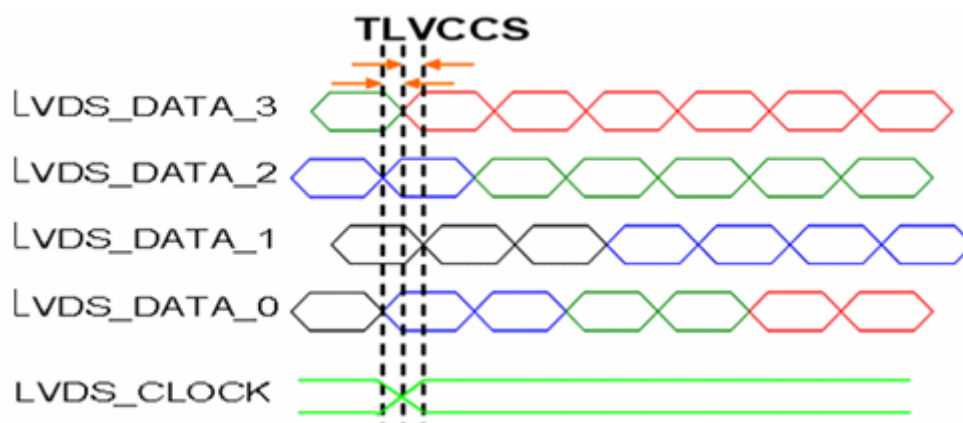 TLVCCS
LVDS_DATA_3
LVDS_DATA_2
LVDS_DATA_1
LVDS_DATA_0
LVDS_CLOCK